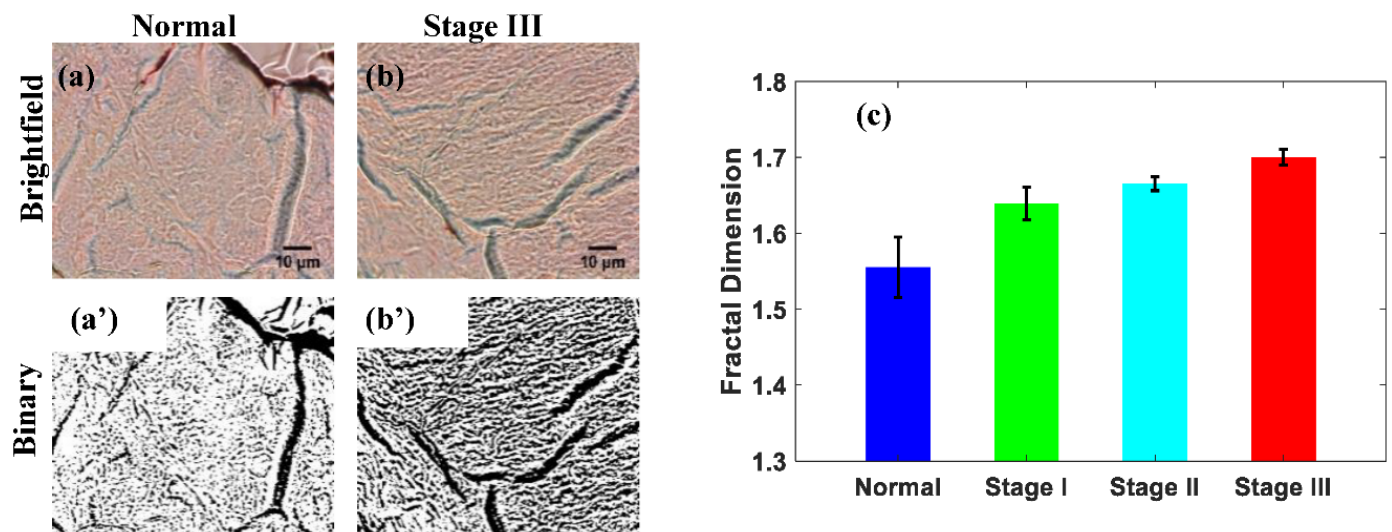 Normal
Stage III
Brightfield
(a)
10 µm
(b)
10 µm
Binary
(a’)
(b’)
(c)
Fractal Dimension
1.8
1.7
1.6
1.5
1.4
1.3
Normal
Stage I
Stage II
Stage III